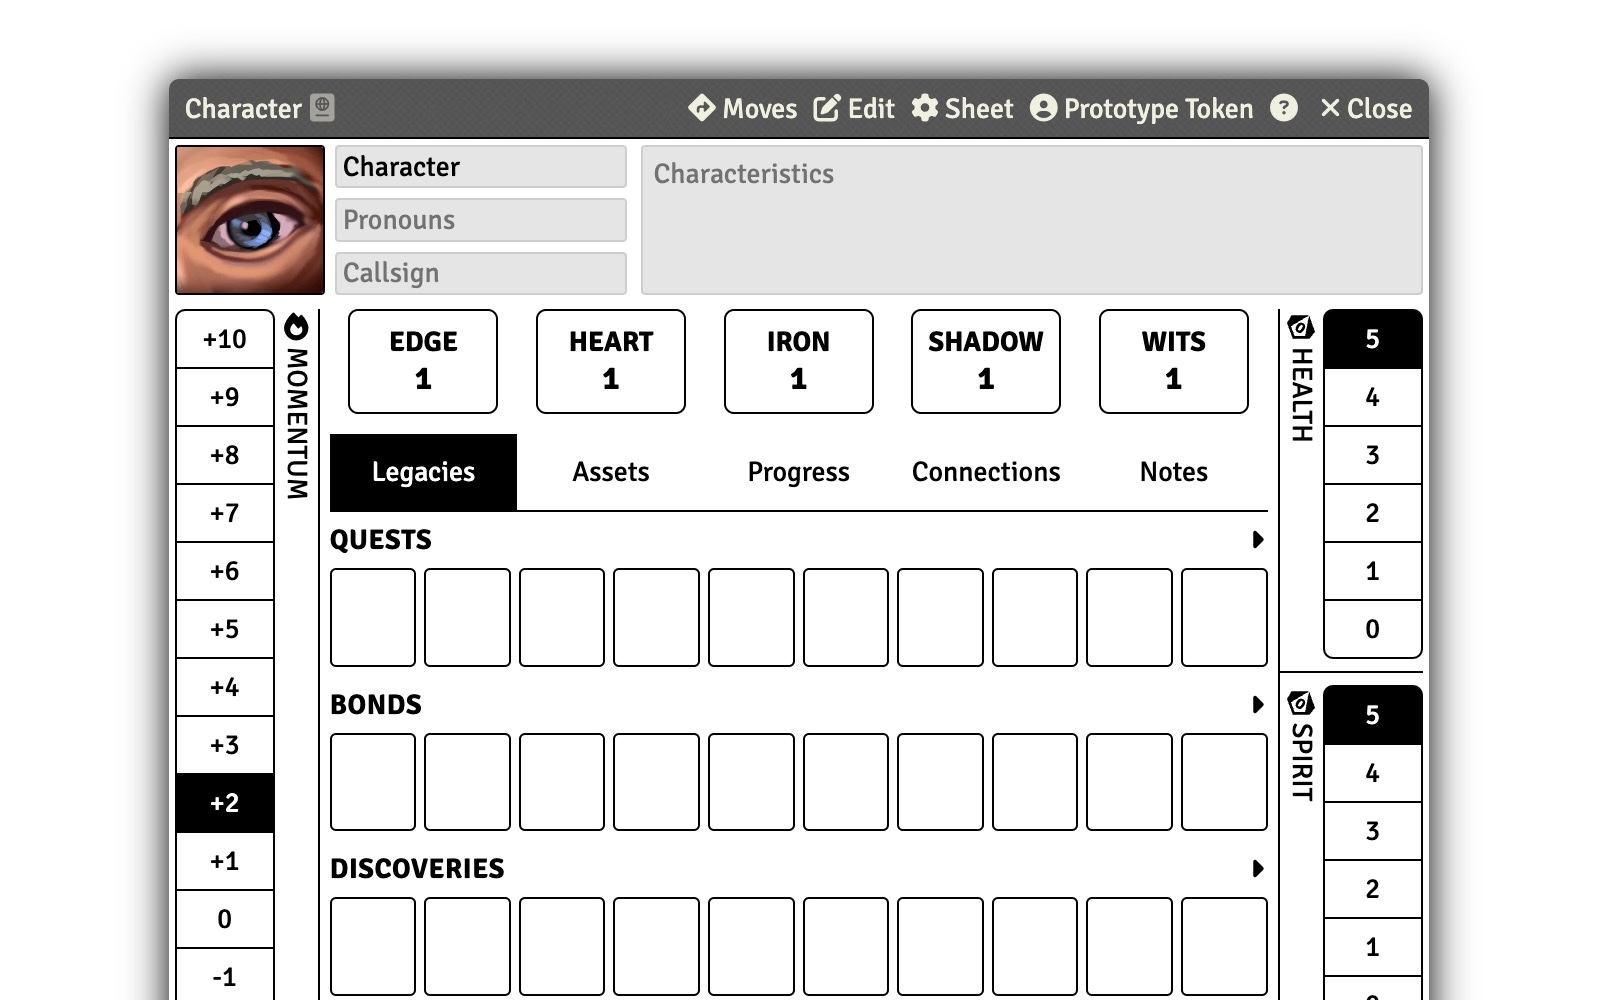 Character
Moves Edit Sheet Prototype Token ? Close
Character
Pronouns
Callsign
Characteristics
+10
+9
+8
+7
+6
+5
+4
+3
+2
+1
0
-1
MOMENTUM
EDGE
1
HEART
1
IRON
1
SHADOW
1
WITS
1
Legacies Assets Progress Connections Notes
QUESTS
BONDS
DISCOVERIES
HEALTH
5
4
3
2
1
0
SPIRIT
5
4
3
2
1